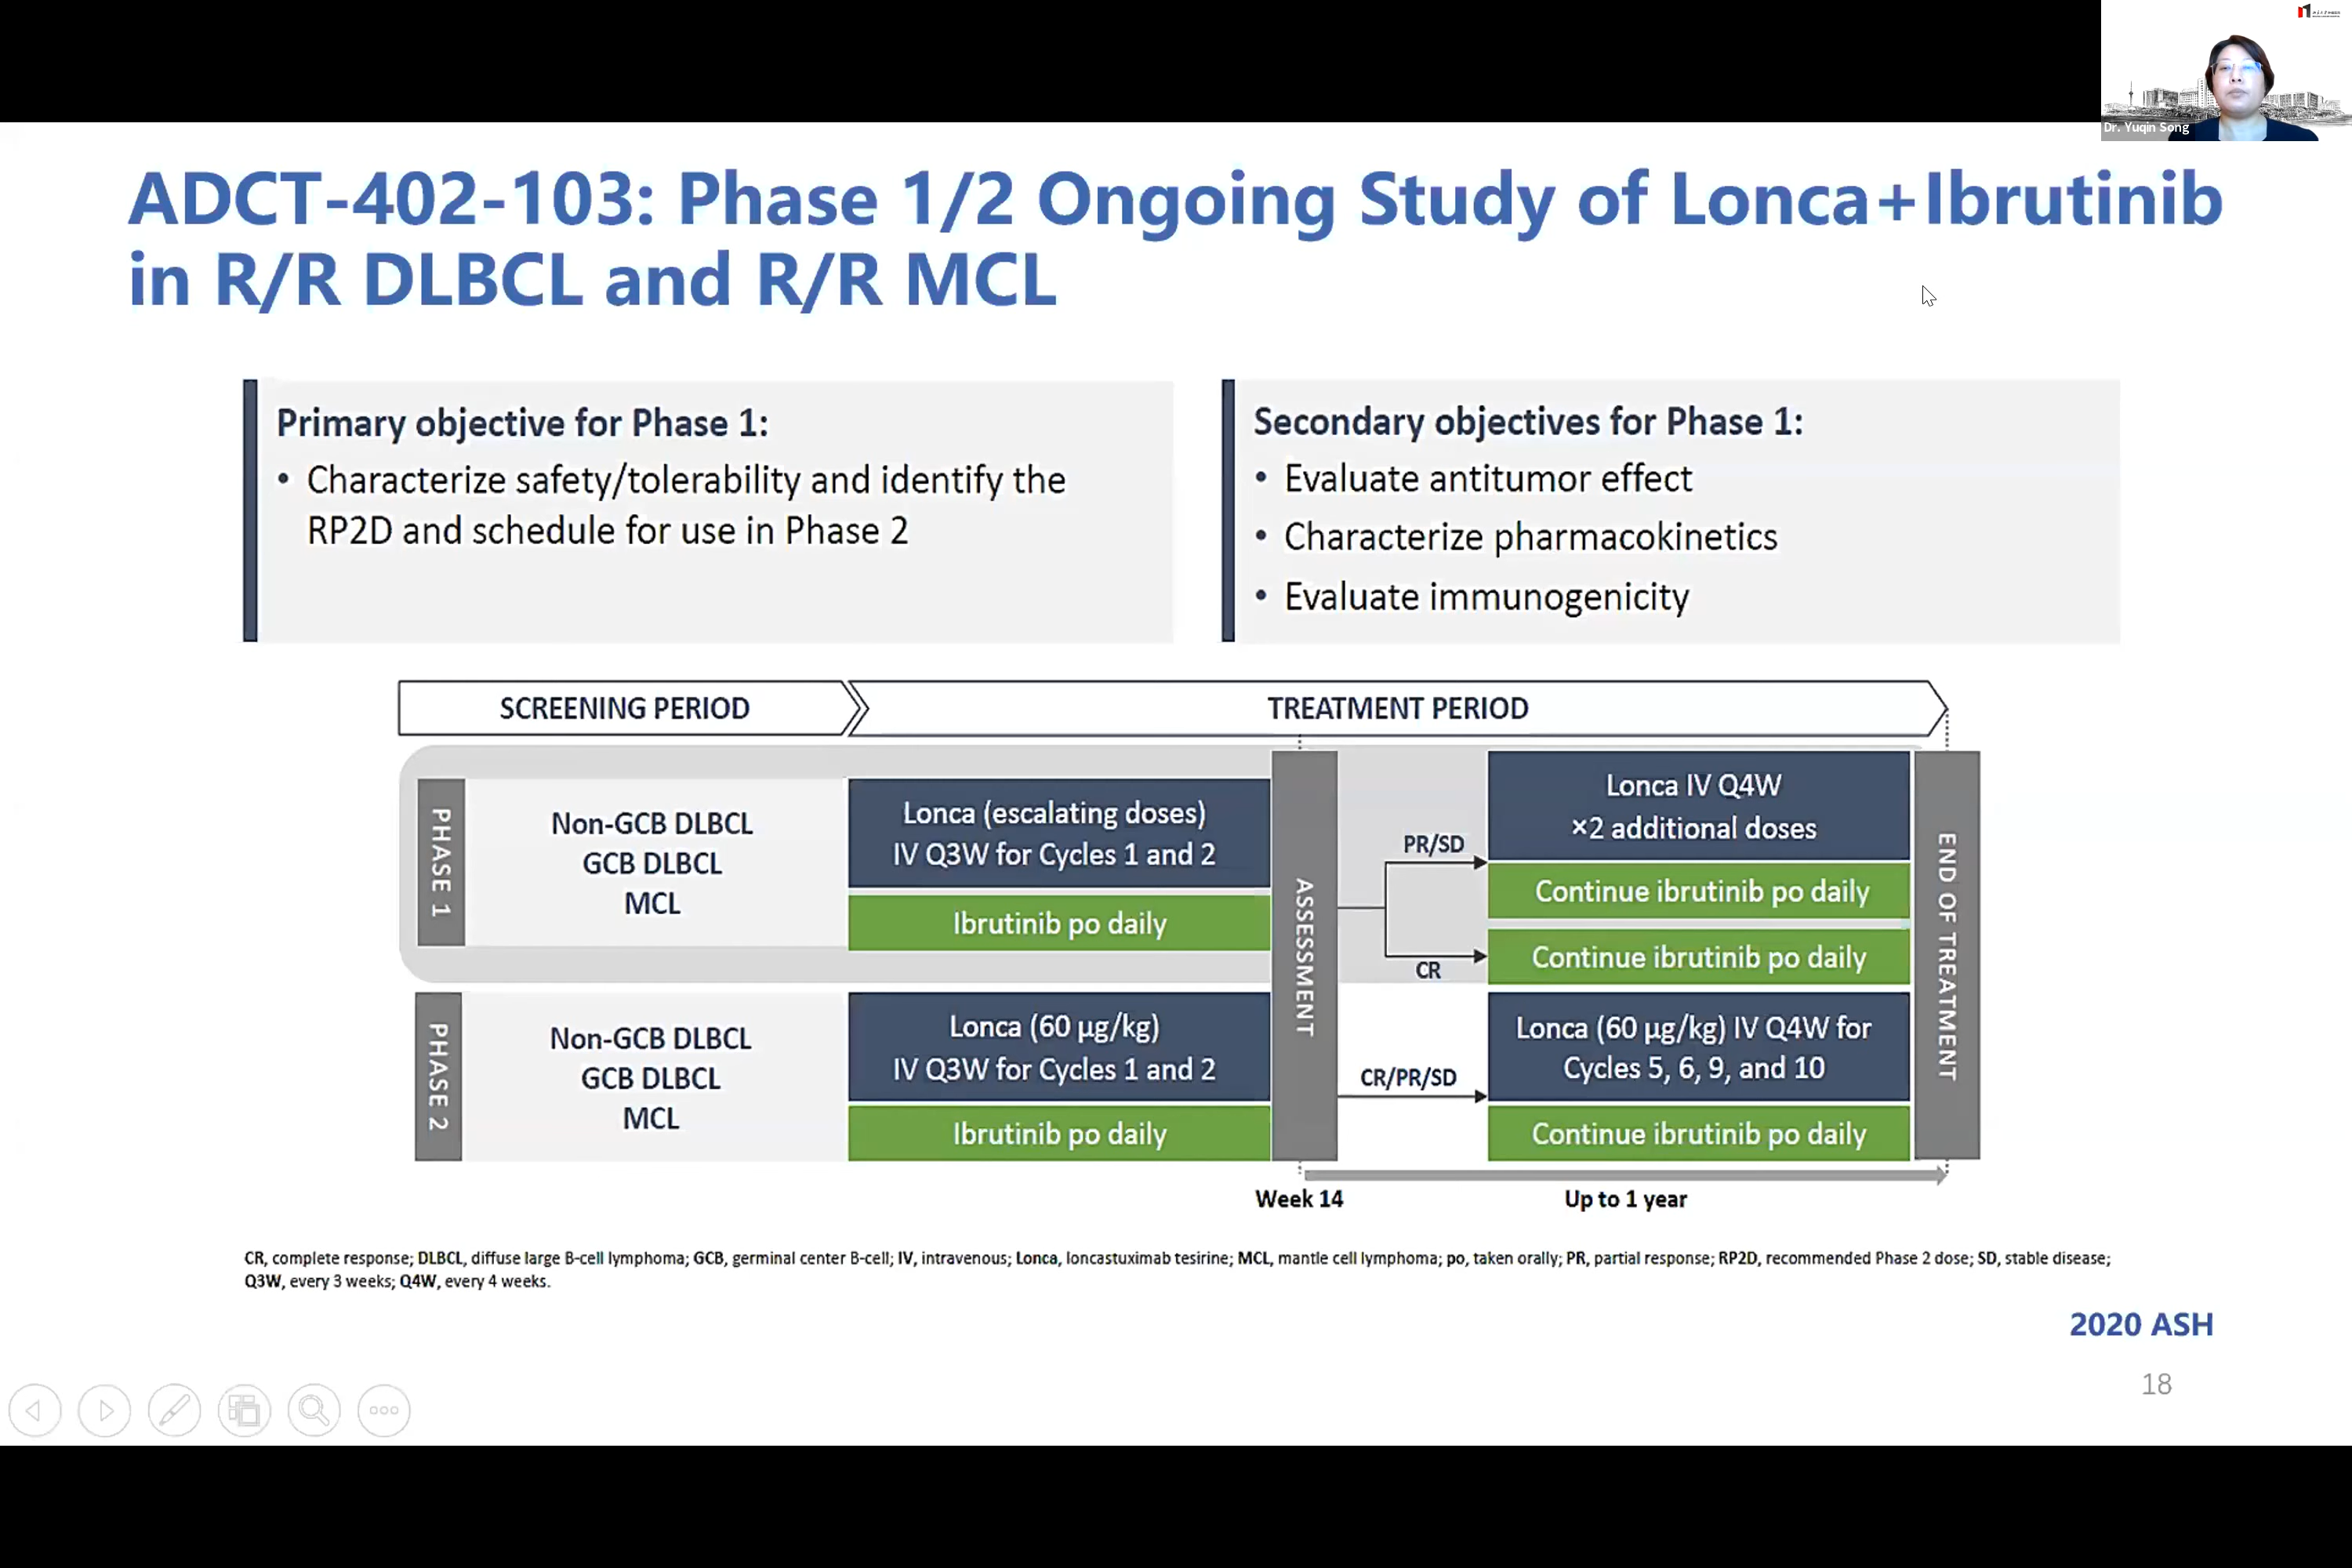 Dr. Yuqin Song
ADCT-402-103: Phase 1/2 Ongoing Study of Lonca+Ibrutinib
in R/R DLBCL and R/R MCL
Primary objective for Phase 1:
• Characterize safety/tolerability and identify the
RP2D and schedule for use in Phase 2
Secondary objectives for Phase 1:
• Evaluate antitumor effect
• Characterize pharmacokinetics
• Evaluate immunogenicity
SCREENING PERIOD
TREATMENT PERIOD
PHASE 1
Non-GCB DLBCL
GCB DLBCL
MCL
Lonca (escalating doses)
IV Q3W for Cycles 1 and 2
Ibrutinib po daily
ASSESSMENT
PR/SD
CR
Lonca IV Q4W
×2 additional doses
Continue ibrutinib po daily
Continue ibrutinib po daily
END OF TREATMENT
PHASE 2
Non-GCB DLBCL
GCB DLBCL
MCL
Lonca (60 µg/kg)
IV Q3W for Cycles 1 and 2
Ibrutinib po daily
CR/PR/SD
Lonca (60 µg/kg) IV Q4W for
Cycles 5, 6, 9, and 10
Continue ibrutinib po daily
Week 14
Up to 1 year
CR, complete response; DLBCL, diffuse large B-cell lymphoma; GCB, germinal center B-cell; IV, intravenous; Lonca, loncastuximab tesirine; MCL, mantle cell lymphoma; po, taken orally; PR, partial response; RP2D, recommended Phase 2 dose; SD, stable disease;
Q3W, every 3 weeks; Q4W, every 4 weeks.
2020 ASH
18